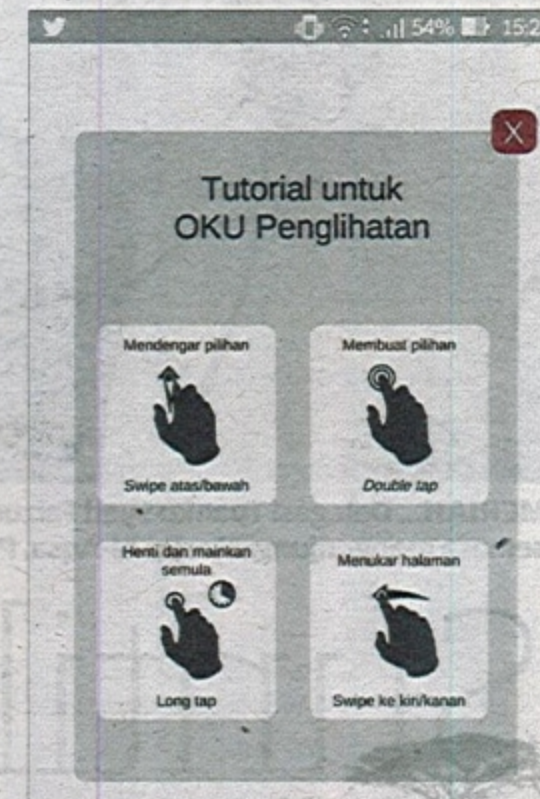 54% 15:2
X
Tutorial untuk
OKU Penglihatan
Mendengar pilihan
Swipe atas/bawah
Membuat pilihan
Double tap
Henti dan mainkan
semula
Long tap
Menukar halaman
Swipe ke kiri/kanan